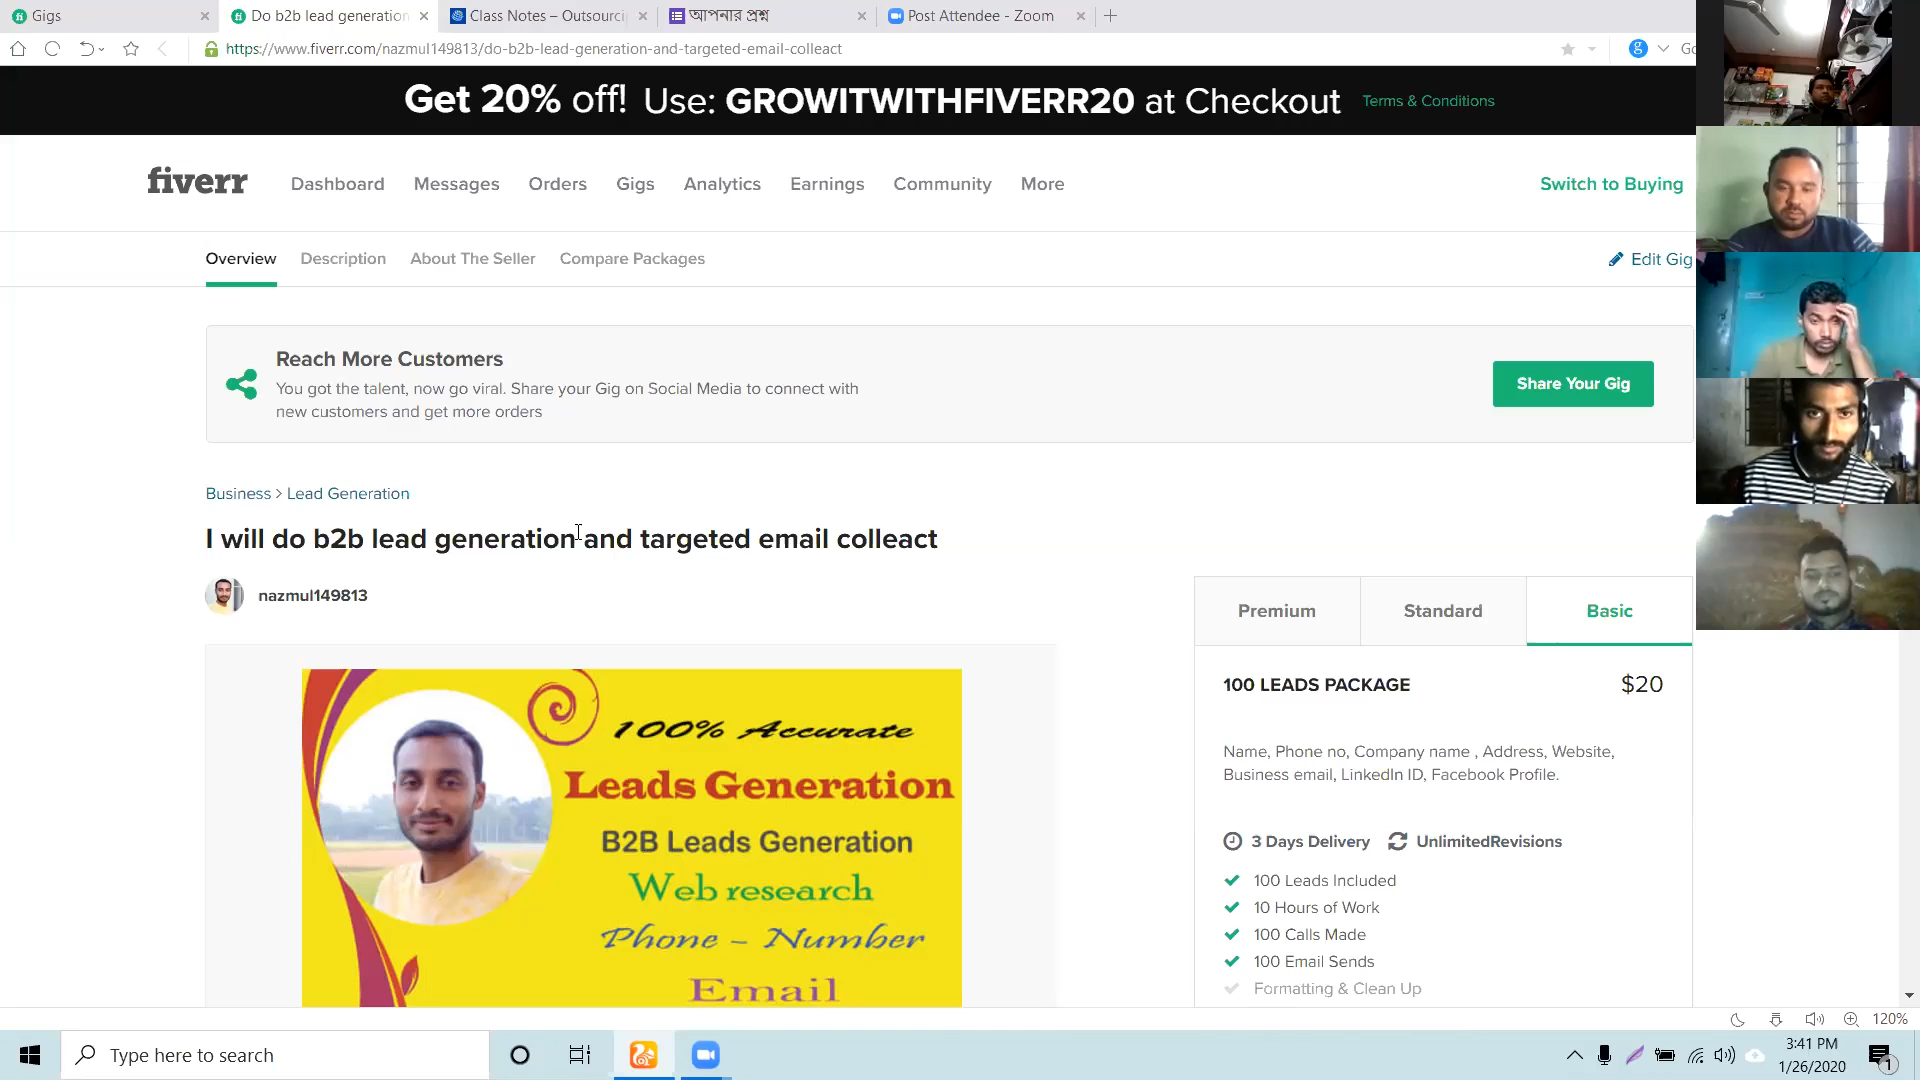 Gigs
Do b2b lead generation
Class Notes – Outsourci
আপনার প্রশ্ন
Post Attendee - Zoom
https://www.fiverr.com/nazmul149813/do-b2b-lead-generation-and-targeted-email-colleact
Get 20% off! Use: GROWITWITHFIVERR20 at Checkout
Terms & Conditions
fiverr
Dashboard
Messages
Orders
Gigs
Analytics
Earnings
Community
More
Switch to Buying
Overview
Description
About The Seller
Compare Packages
Edit Gig
Reach More Customers
You got the talent, now go viral. Share your Gig on Social Media to connect with
new customers and get more orders
Share Your Gig
Business > Lead Generation
I will do b2b lead generation and targeted email colleact
nazmul149813
100% Accurate
Leads Generation
B2B Leads Generation
Web research
Phone - Number
Email
Premium
Standard
Basic
100 LEADS PACKAGE
$20
Name, Phone no, Company name , Address, Website,
Business email, LinkedIn ID, Facebook Profile.
3 Days Delivery
UnlimitedRevisions
100 Leads Included
10 Hours of Work
100 Calls Made
100 Email Sends
Formatting & Clean Up
120%
Type here to search
3:41 PM
1/26/2020
1